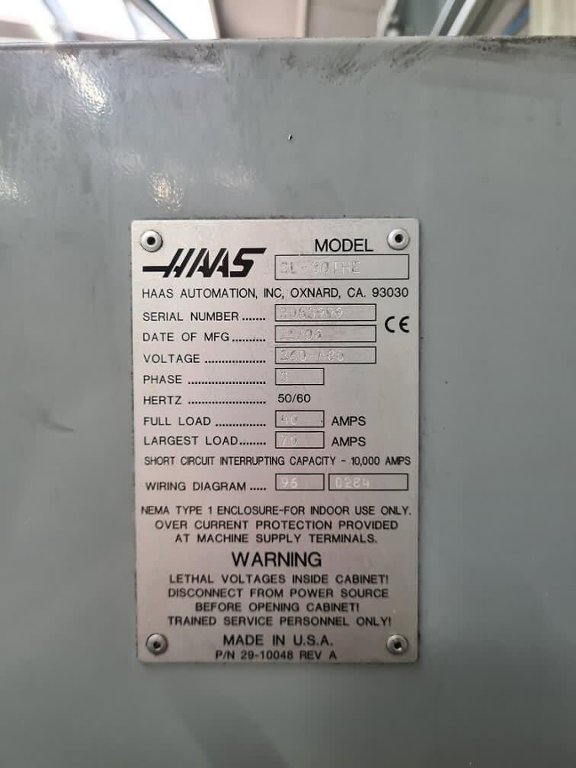 HAAS
MODEL
HAAS AUTOMATION, INC, OXNARD, CA. 93030
SERIAL NUMBER
CE
DATE OF MFG
VOLTAGE
PHASE
HERTZ 50/60
FULL LOAD AMPS
LARGEST LOAD AMPS
SHORT CIRCUIT INTERRUPTING CAPACITY - 10,000 AMPS
WIRING DIAGRAM 96 0284
NEMA TYPE 1 ENCLOSURE-FOR INDOOR USE ONLY.
OVER CURRENT PROTECTION PROVIDED
AT MACHINE SUPPLY TERMINALS.
WARNING
LETHAL VOLTAGES INSIDE CABINET!
DISCONNECT FROM POWER SOURCE
BEFORE OPENING CABINET!
TRAINED SERVICE PERSONNEL ONLY!
MADE IN U.S.A.
P/N 29-10048 REV A